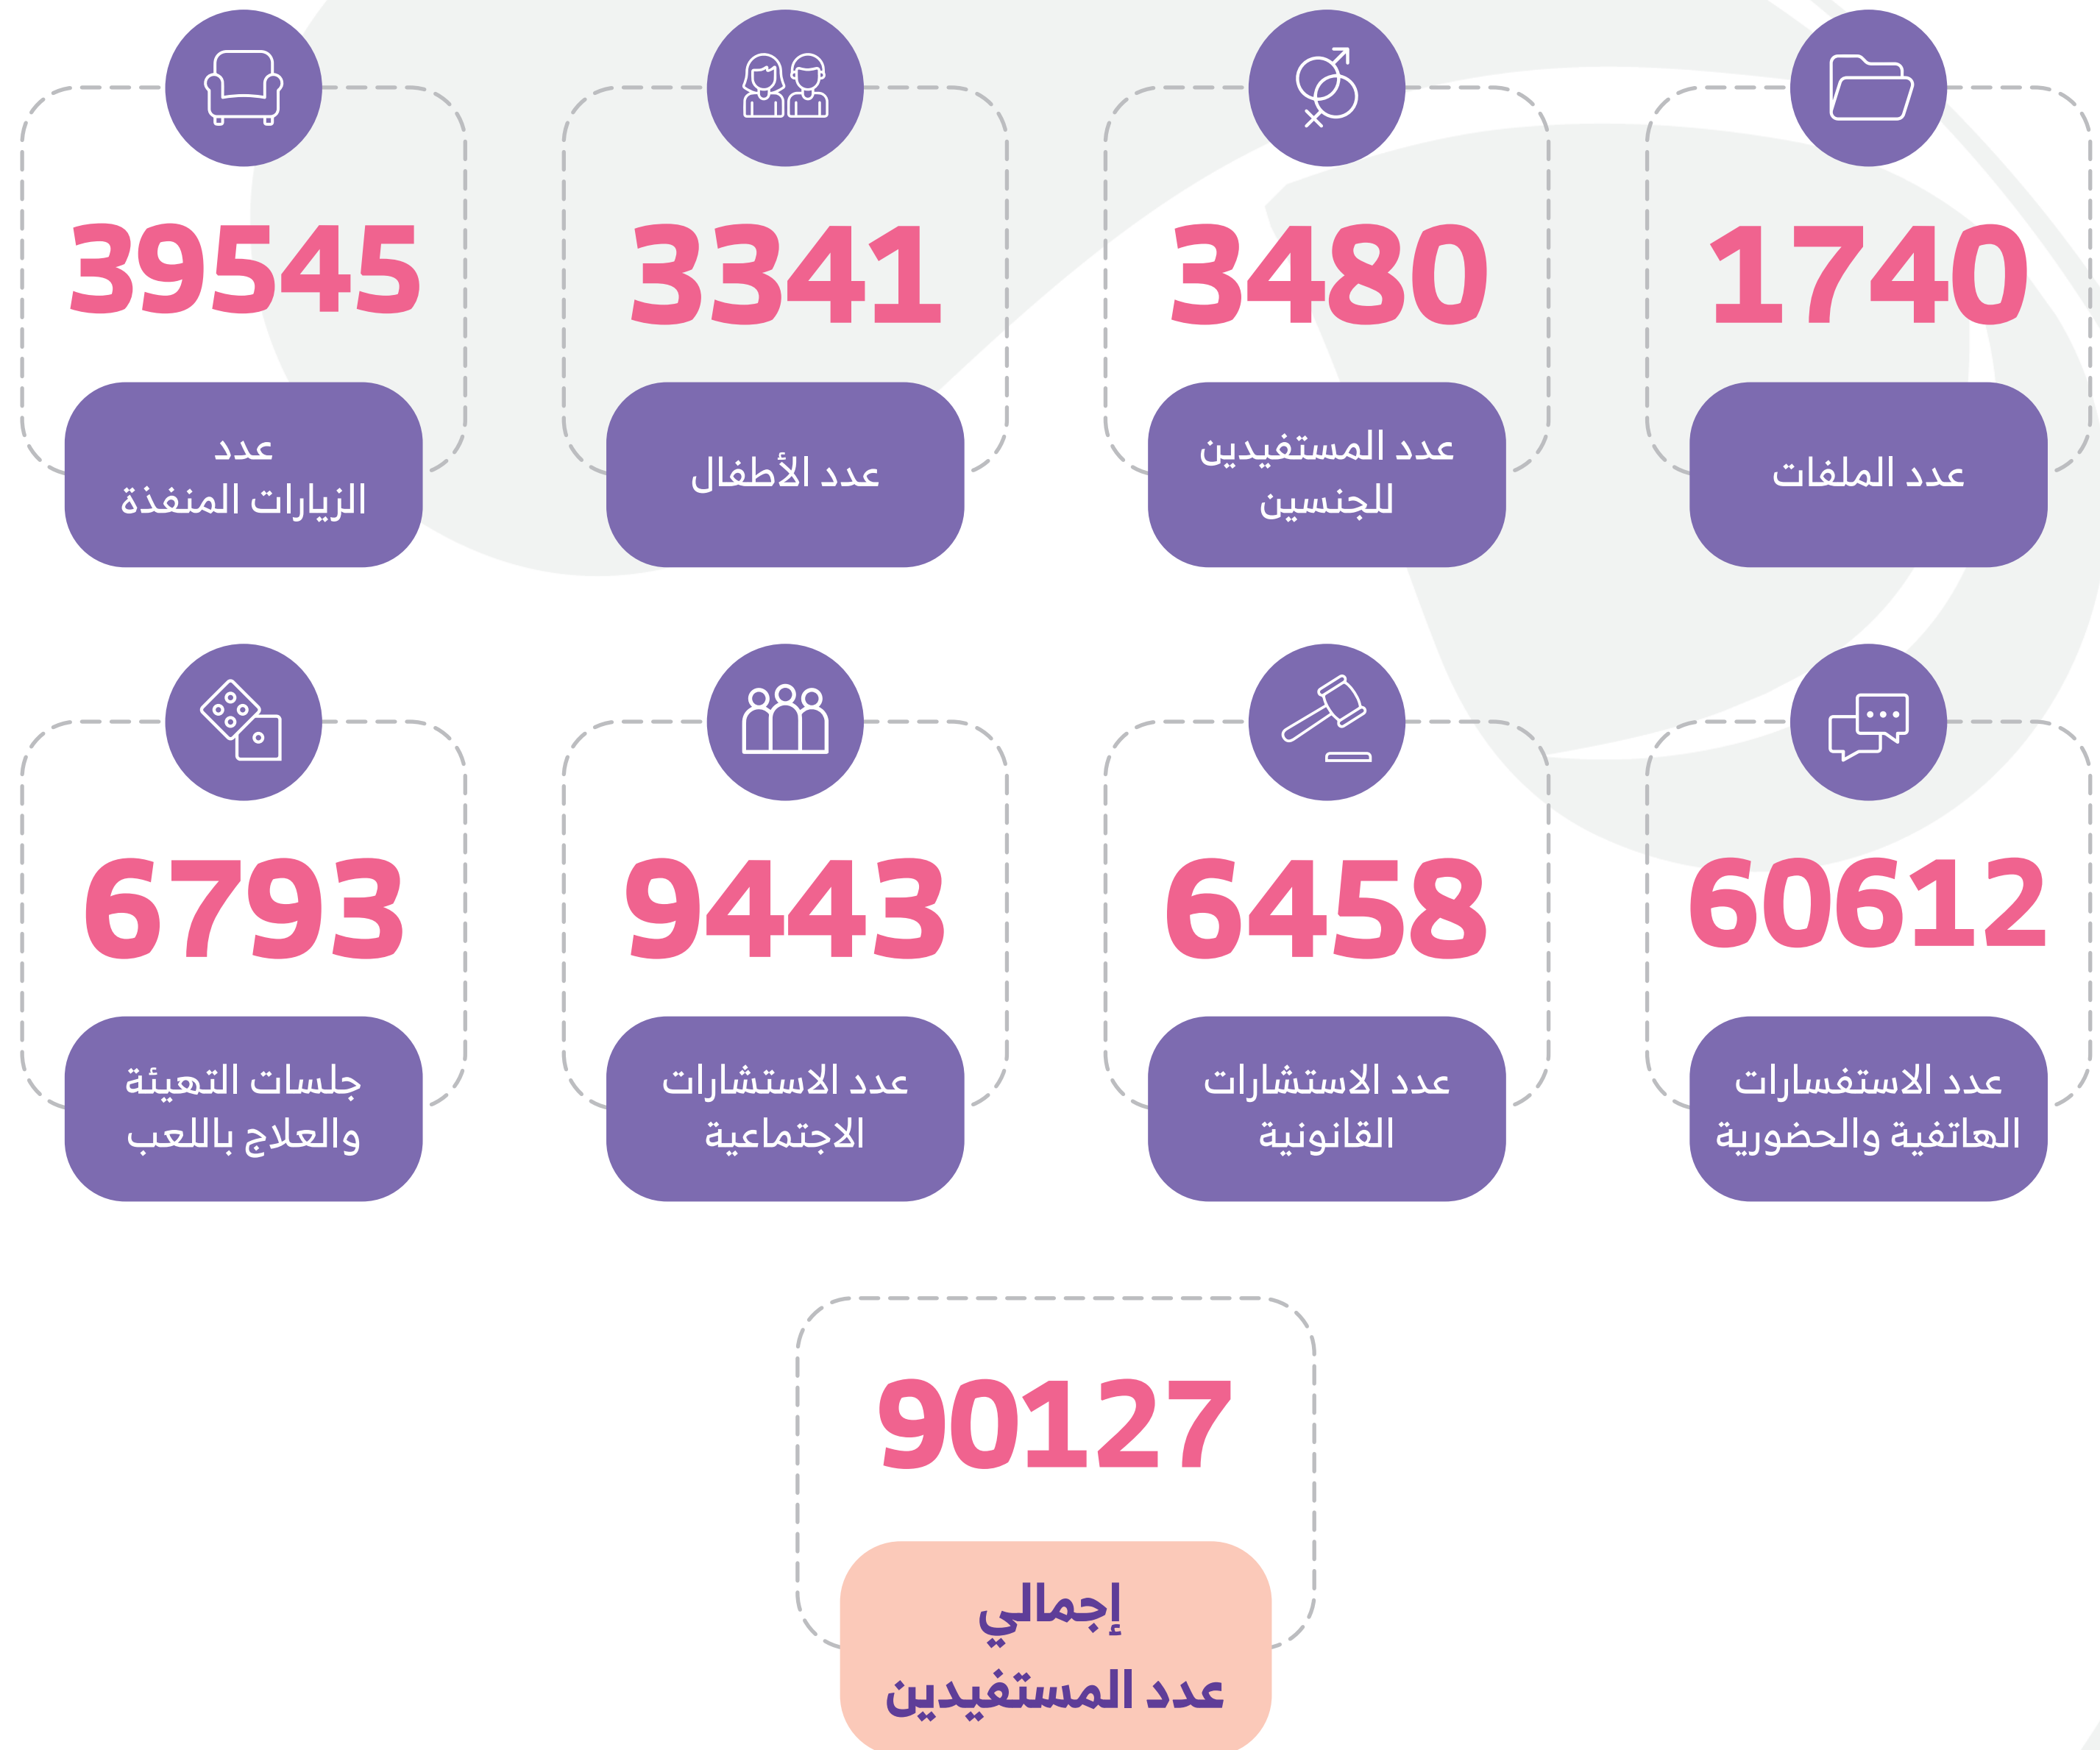 1740
عدد الملفات
3480
عدد المستفيدين
للجنسين
3341
عدد الأطفال
39545
عدد
الزيارات المنفذة
60612
عدد الاستفسارات
الهاتفية والحضورية
6458
عدد الاستشارات
القانونية
9443
عدد الاستشارات
الاجتماعية
6793
جلسات التهيئة
والعلاج باللعب
90127
إجمالي
عدد المستفيدين